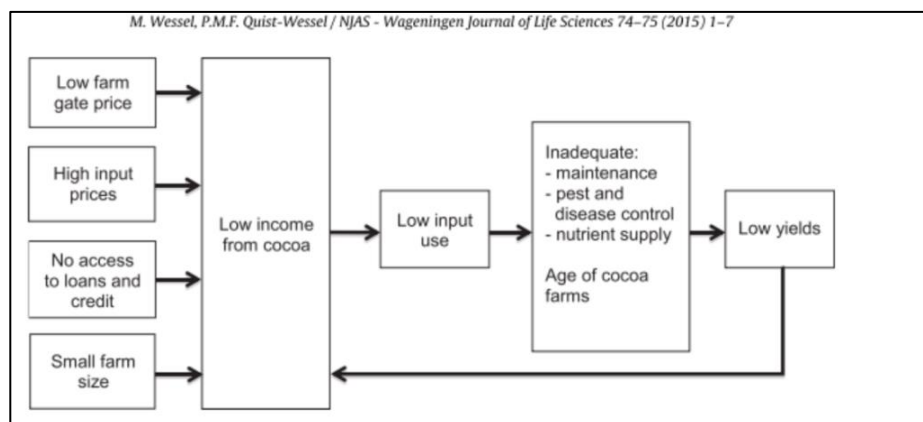 M. Wessel, P.M.F. Quist-Wessel / NJAS - Wageningen Journal of Life Sciences 74–75 (2015) 1–7
Low farm
gate price
High input
prices
No access
to loans and
credit
Small farm
size
Low income
from cocoa
Low input
use
Inadequate:
- maintenance
- pest and
disease control
- nutrient supply
Age of cocoa
farms
Low yields